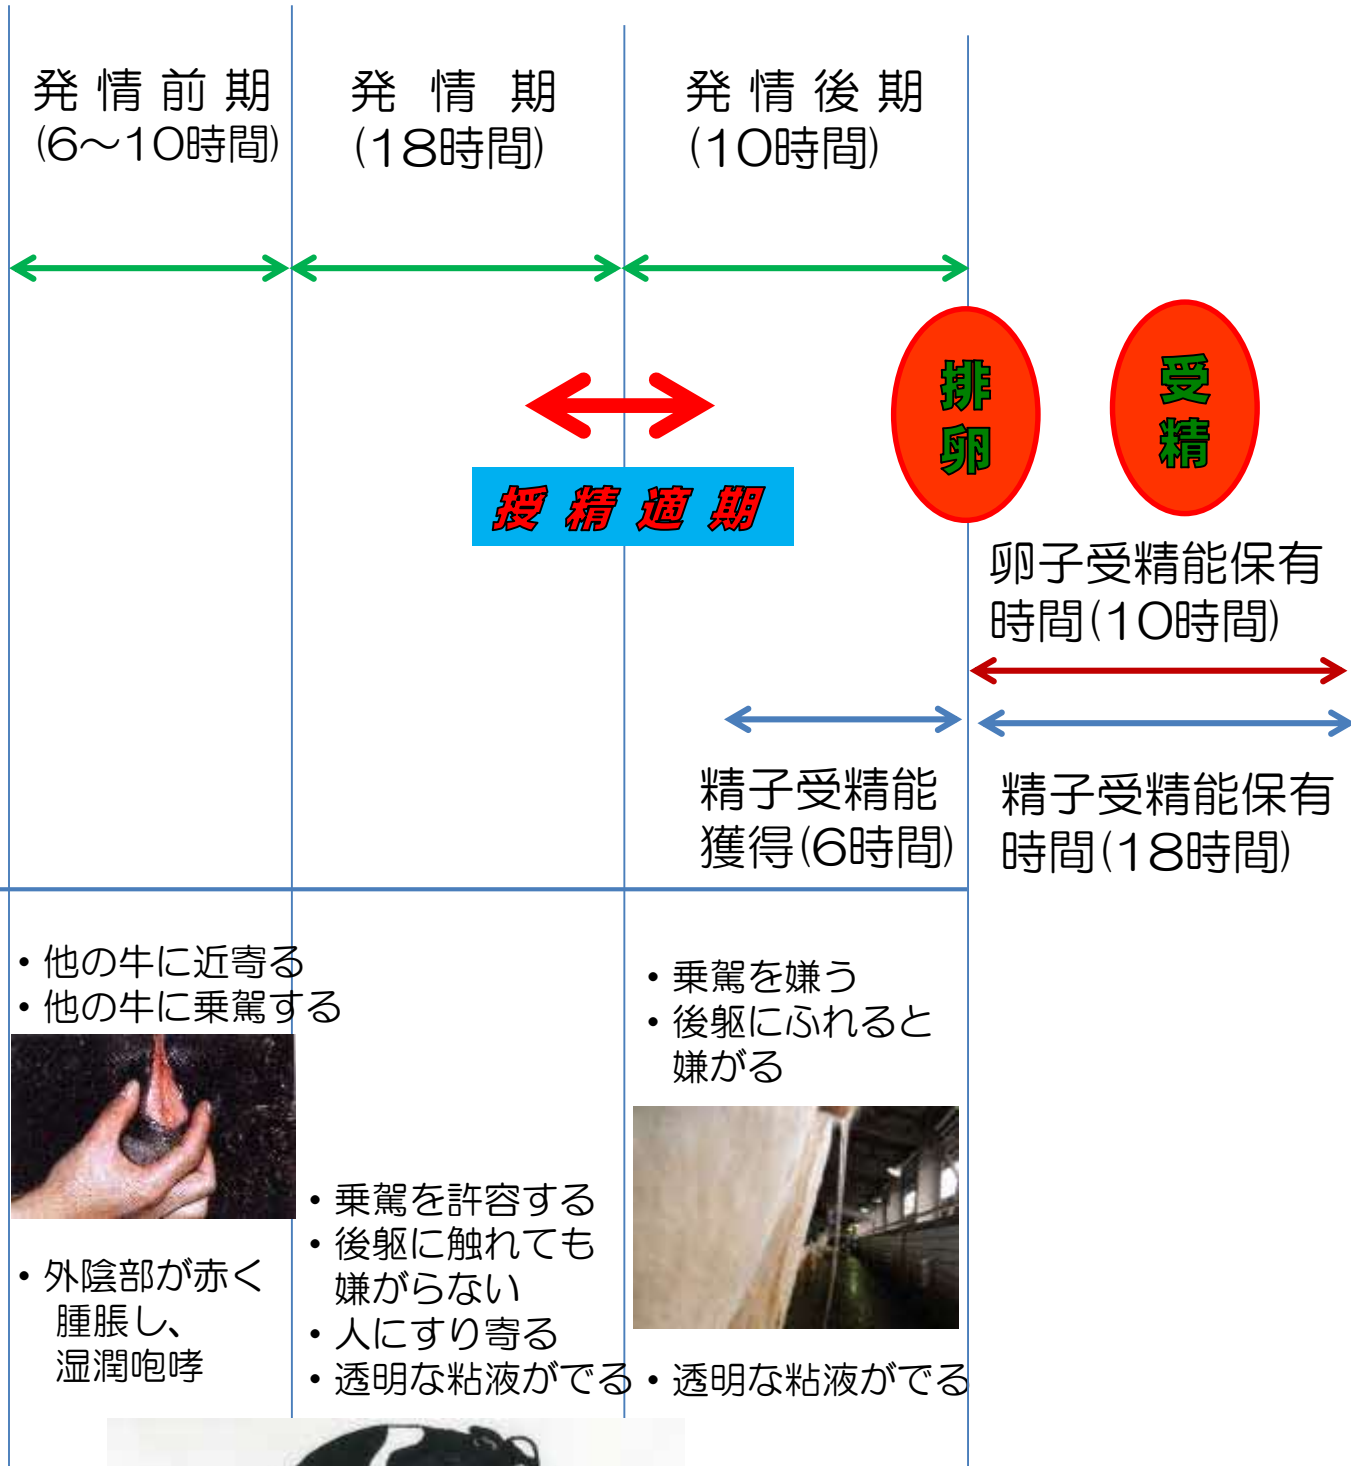 発情前期
(6～10時間)
発情期
(18時間)
発情後期
(10時間)
排卵
受精
授精適期
卵子受精能保有
時間(10時間)
精子受精能
獲得(6時間)
精子受精能保有
時間(18時間)
・他の牛に近寄る
・他の牛に乗駕する
・外陰部が赤く
腫脹し、
湿潤咆哮
・乗駕を許容する
・後躯に触れても
嫌がらない
・人にすり寄る
・透明な粘液がでる
・乗駕を嫌う
・後躯にふれると
嫌がる
・透明な粘液がでる